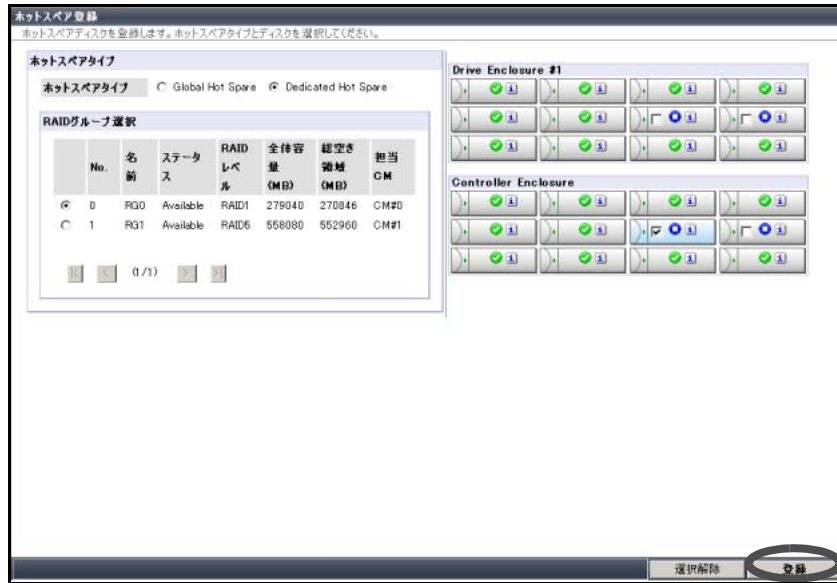 ホットスペア登録
ホットスペアディスクを登録します。ホットスペアタイプとディスクを選択してください。
ホットスペアタイプ
ホットスペアタイプ Global Hot Spare Dedicated Hot Spare
RAIDグループ選択
No. 名前 ステータス RAIDレベル 全体容量(MB) 総空き領域(MB) 担当CM
0 RG0 Available RAID1 279040 270846 CM#0
1 RG1 Available RAID5 558080 552960 CM#1
(1/1)
Drive Enclosure #1
Controller Enclosure
選択解除 登録